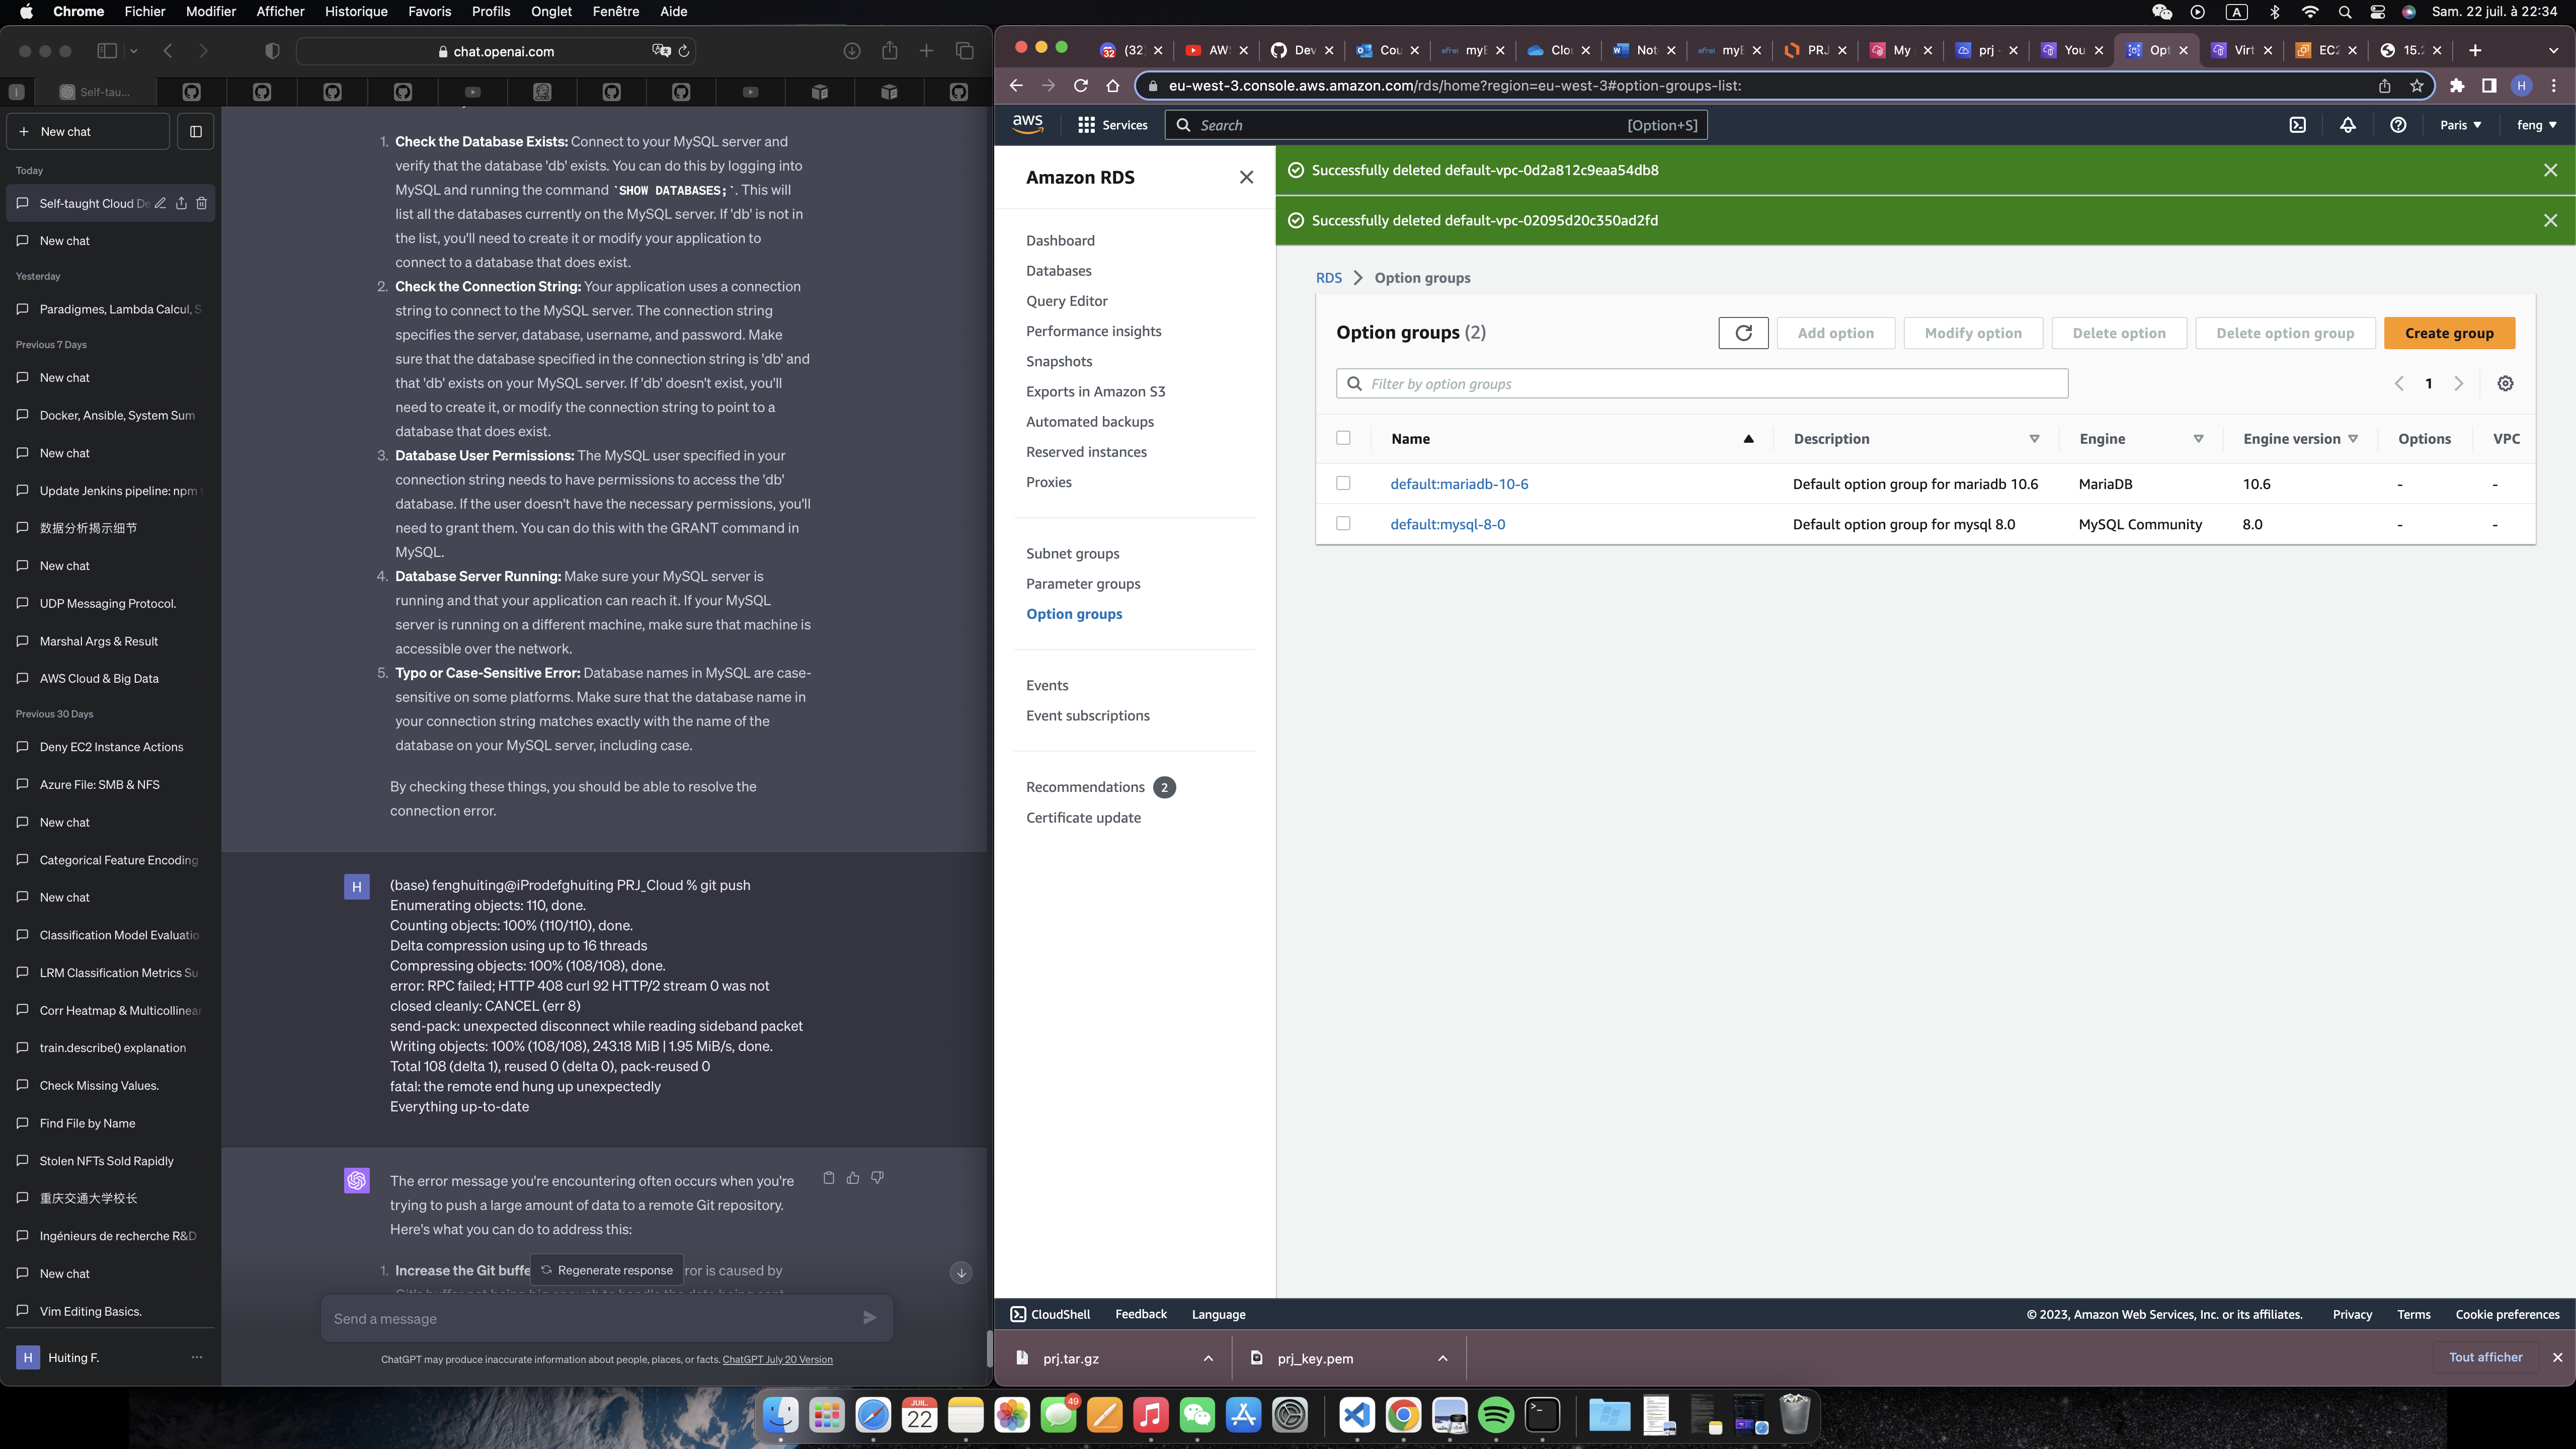 Chrome Fichier Modifier Afficher Historique Favoris Profils Onglet Fenêtre Aide
A Sam. 22 juil. à 22:34
chat.openai.com
Self-tau...
New chat
Today
Self-taught Cloud De
New chat
Yesterday
Paradigmes, Lambda Calcul, S
Previous 7 Days
New chat
Docker, Ansible, System Sum
New chat
Update Jenkins pipeline: npm
数据分析揭示细节
New chat
UDP Messaging Protocol.
Marshal Args & Result
AWS Cloud & Big Data
Previous 30 Days
Deny EC2 Instance Actions
Azure File: SMB & NFS
New chat
Categorical Feature Encoding
New chat
Classification Model Evaluatio
LRM Classification Metrics Su
Corr Heatmap & Multicollinear
train.describe() explanation
Check Missing Values.
Find File by Name
Stolen NFTs Sold Rapidly
重庆交通大学校长
Ingénieurs de recherche R&D
New chat
Vim Editing Basics.
H Huiting F.
1. Check the Database Exists: Connect to your MySQL server and
verify that the database 'db' exists. You can do this by logging into
MySQL and running the command `SHOW DATABASES;`. This will
list all the databases currently on the MySQL server. If 'db' is not in
the list, you'll need to create it or modify your application to
connect to a database that does exist.
2. Check the Connection String: Your application uses a connection
string to connect to the MySQL server. The connection string
specifies the server, database, username, and password. Make
sure that the database specified in the connection string is 'db' and
that 'db' exists on your MySQL server. If 'db' doesn't exist, you'll
need to create it, or modify the connection string to point to a
database that does exist.
3. Database User Permissions: The MySQL user specified in your
connection string needs to have permissions to access the 'db'
database. If the user doesn't have the necessary permissions, you'll
need to grant them. You can do this with the GRANT command in
MySQL.
4. Database Server Running: Make sure your MySQL server is
running and that your application can reach it. If your MySQL
server is running on a different machine, make sure that machine is
accessible over the network.
5. Typo or Case-Sensitive Error: Database names in MySQL are case-
sensitive on some platforms. Make sure that the database name in
your connection string matches exactly with the name of the
database on your MySQL server, including case.
By checking these things, you should be able to resolve the
connection error.
H
(base) fenghuiting@iProdefghuiting PRJ_Cloud % git push
Enumerating objects: 110, done.
Counting objects: 100% (110/110), done.
Delta compression using up to 16 threads
Compressing objects: 100% (108/108), done.
error: RPC failed; HTTP 408 curl 92 HTTP/2 stream 0 was not
closed cleanly: CANCEL (err 8)
send-pack: unexpected disconnect while reading sideband packet
Writing objects: 100% (108/108), 243.18 MiB | 1.95 MiB/s, done.
Total 108 (delta 1), reused 0 (delta 0), pack-reused 0
fatal: the remote end hung up unexpectedly
Everything up-to-date
The error message you're encountering often occurs when you're
trying to push a large amount of data to a remote Git repository.
Here's what you can do to address this:
1. Increase the Git buffe Regenerate response ror is caused by
Send a message
ChatGPT may produce inaccurate information about people, places, or facts. ChatGPT July 20 Version
32 (32) AW Dev Cou efrei myE Clou Not efrei myE PRJ My prj You Opt Virt EC2 15.2
eu-west-3.console.aws.amazon.com/rds/home?region=eu-west-3#option-groups-list:
H
aws Services Search [Option+S] Paris feng
Amazon RDS
Dashboard
Databases
Query Editor
Performance insights
Snapshots
Exports in Amazon S3
Automated backups
Reserved instances
Proxies
Subnet groups
Parameter groups
Option groups
Events
Event subscriptions
Recommendations 2
Certificate update
Successfully deleted default-vpc-0d2a812c9eaa54db8
Successfully deleted default-vpc-02095d20c350ad2fd
RDS Option groups
Option groups (2) Add option Modify option Delete option Delete option group Create group
Filter by option groups
1
Name Description Engine Engine version Options VPC
default:mariadb-10-6 Default option group for mariadb 10.6 MariaDB 10.6 - -
default:mysql-8-0 Default option group for mysql 8.0 MySQL Community 8.0 - -
CloudShell Feedback Language © 2023, Amazon Web Services, Inc. or its affiliates. Privacy Terms Cookie preferences
prj.tar.gz prj_key.pem Tout afficher
JUIL. 22
49